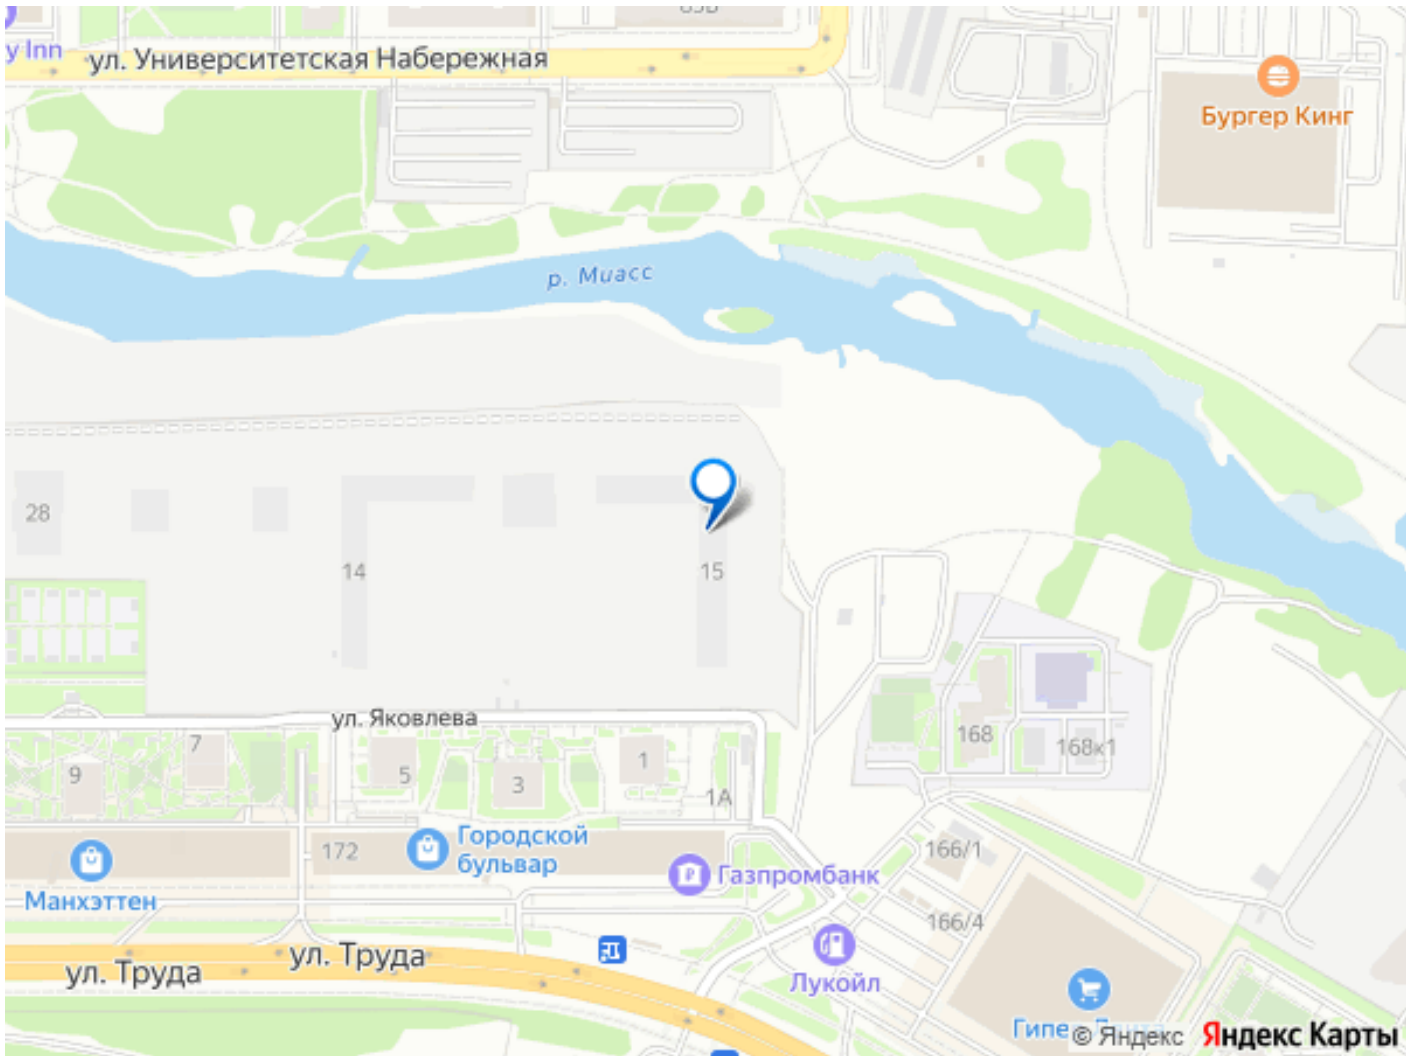 y Inn
ул. Университетская Набережная
Бургер Кинг
р. Миасс
28
14
15
ул. Яковлева
7
9
5
3
1
1А
168
168к1
172
Городской
бульвар
Манхэттен
Газпромбанк
166/1
166/4
Лукойл
ул. Труда
ул. Труда
© Яндекс
Яндекс Карты